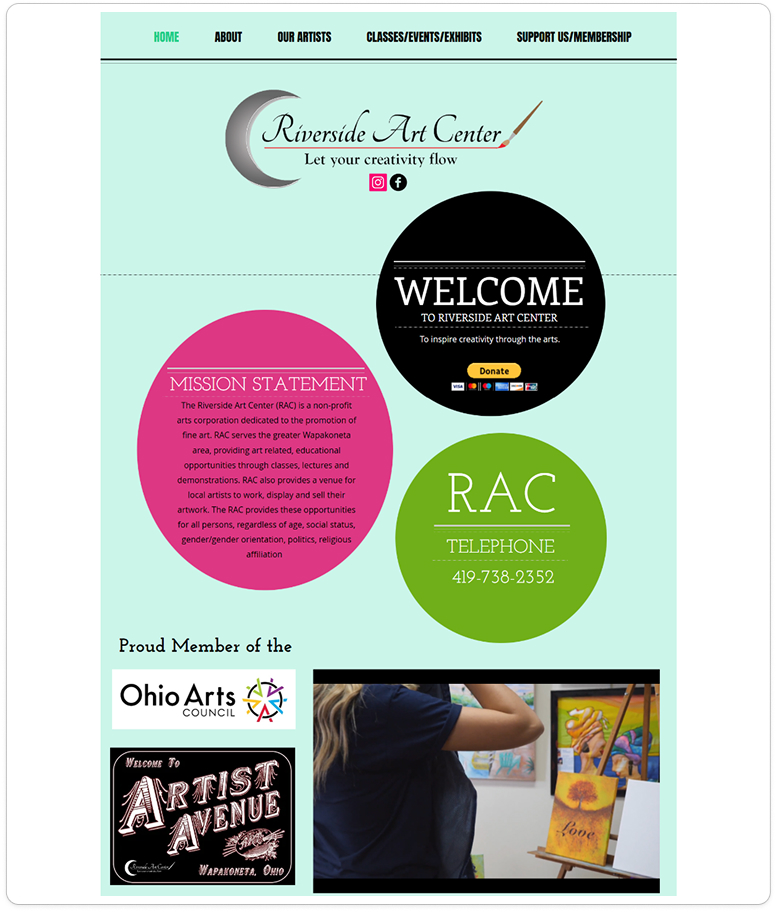 HOME ABOUT OUR ARTISTS CLASSES/EVENTS/EXHIBITS SUPPORT US/MEMBERSHIP
Riverside Art Center
Let your creativity flow
WELCOME
TO RIVERSIDE ART CENTER
To inspire creativity through the arts.
Donate
VISA
MISSION STATEMENT
The Riverside Art Center (RAC) is a non-profit
arts corporation dedicated to the promotion of
fine art. RAC serves the greater Wapakoneta
area, providing art related, educational
opportunities through classes, lectures and
demonstrations. RAC also provides a venue for
local artists to work, display and sell their
artwork. The RAC provides these opportunities
for all persons, regardless of age, social status,
gender/gender orientation, politics, religious
affiliation
RAC
TELEPHONE
419-738-2352
Proud Member of the
Ohio Arts
COUNCIL
WELCOME TO
ARTIST
AVENUE
Riverside Art Center
WAPAKONETA, OHIO
Love